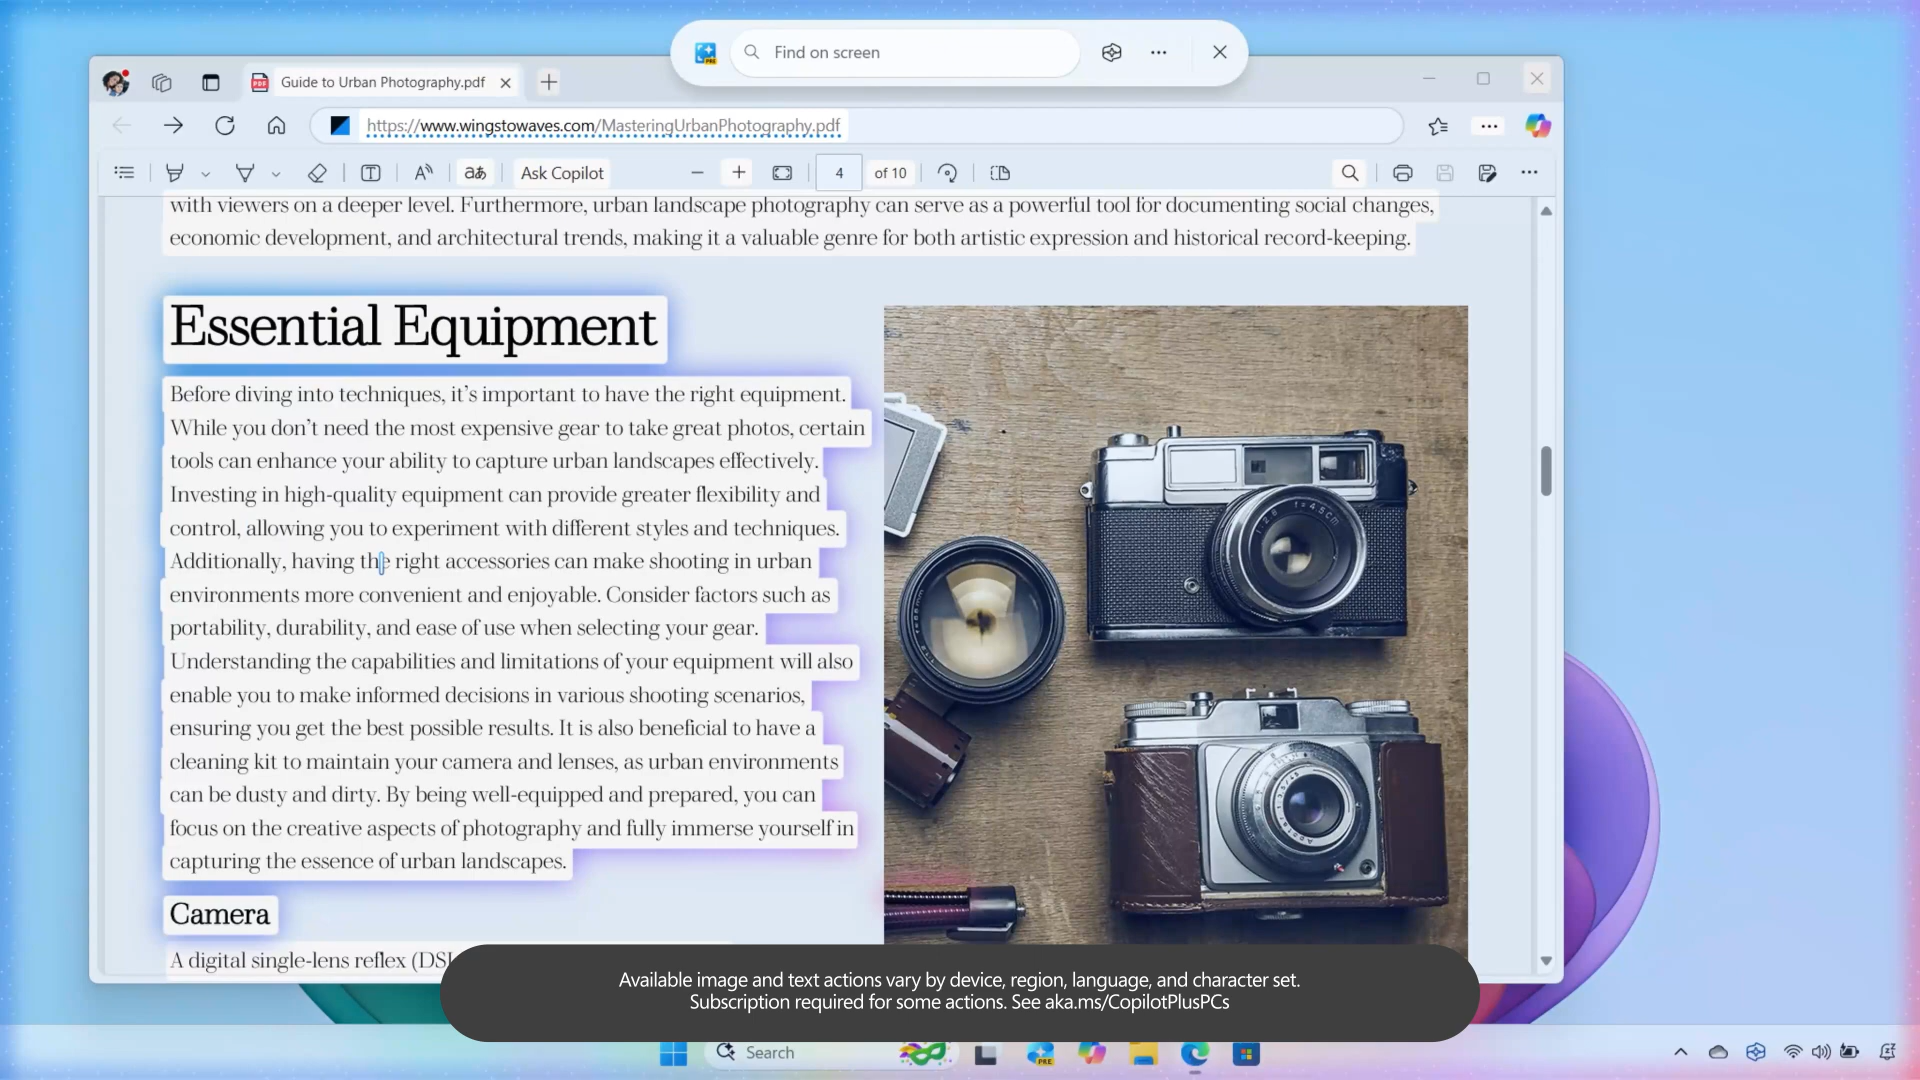 Find on screen
Guide to Urban Photography.pdf
https://www.wingstowaves.com/MasteringUrbanPhotography.pdf
Ask Copilot
4
of 10
with viewers on a deeper level. Furthermore, urban landscape photography can serve as a powerful tool for documenting social changes,
economic development, and architectural trends, making it a valuable genre for both artistic expression and historical record-keeping.
Essential Equipment
Before diving into techniques, it’s important to have the right equipment.
While you don’t need the most expensive gear to take great photos, certain
tools can enhance your ability to capture urban landscapes effectively.
Investing in high-quality equipment can provide greater flexibility and
control, allowing you to experiment with different styles and techniques.
Additionally, having the right accessories can make shooting in urban
environments more convenient and enjoyable. Consider factors such as
portability, durability, and ease of use when selecting your gear.
Understanding the capabilities and limitations of your equipment will also
enable you to make informed decisions in various shooting scenarios,
ensuring you get the best possible results. It is also beneficial to have a
cleaning kit to maintain your camera and lenses, as urban environments
can be dusty and dirty. By being well-equipped and prepared, you can
focus on the creative aspects of photography and fully immerse yourself in
capturing the essence of urban landscapes.
Camera
A digital single-lens reflex
Available image and text actions vary by device, region, language, and character set.
Subscription required for some actions. See aka.ms/CopilotPlusPCs
Search